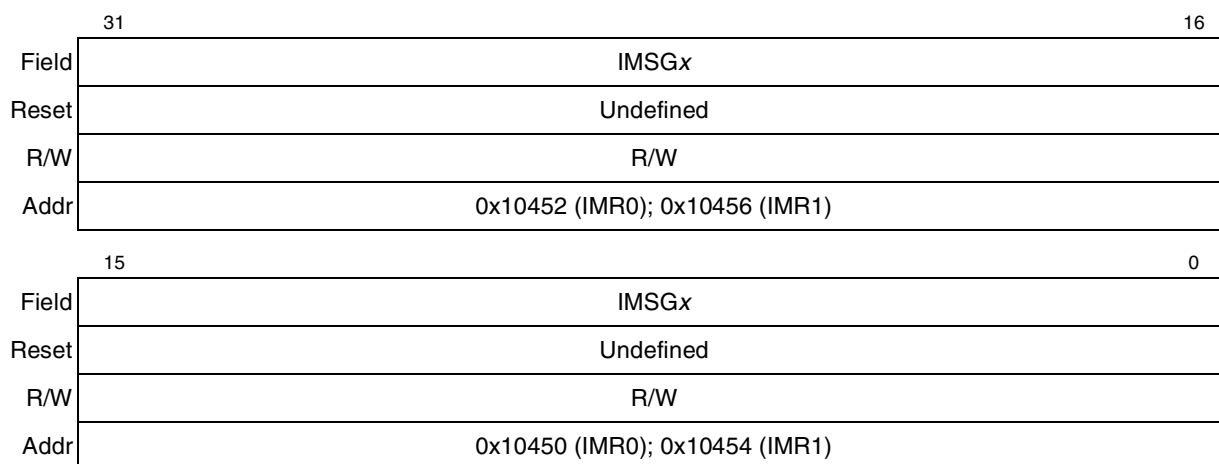 31 16
Field IMSGx
Reset Undefined
R/W R/W
Addr 0x10452 (IMR0); 0x10456 (IMR1)
15 0
Field IMSGx
Reset Undefined
R/W R/W
Addr 0x10450 (IMR0); 0x10454 (IMR1)